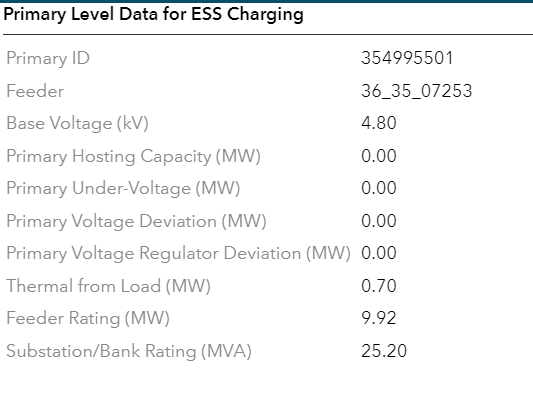 Primary Level Data for ESS Charging
Primary ID 354995501
Feeder 36_35_07253
Base Voltage (kV) 4.80
Primary Hosting Capacity (MW) 0.00
Primary Under-Voltage (MW) 0.00
Primary Voltage Deviation (MW) 0.00
Primary Voltage Regulator Deviation (MW) 0.00
Thermal from Load (MW) 0.70
Feeder Rating (MW) 9.92
Substation/Bank Rating (MVA) 25.20